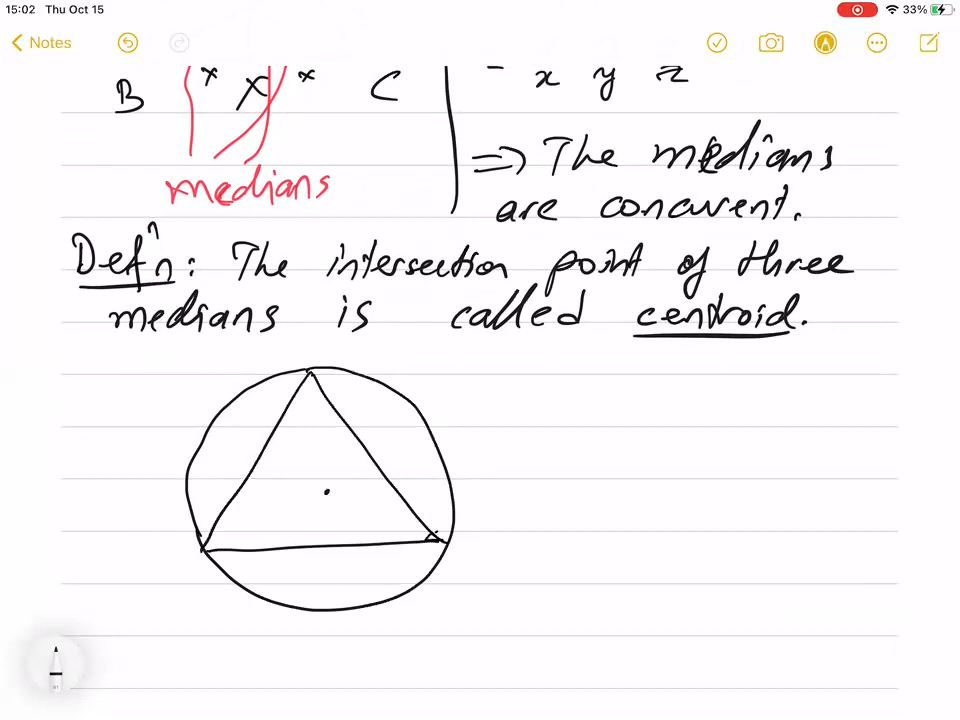 15:02 Thu Oct 15 33%
Notes
B x X x C
x y z
medians
⇒ The medians
are concurrent.
Defn: The intersection point of three
medians is called centroid.